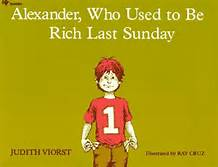 Alexander, Who Used to Be
Rich Last Sunday
1
JUDITH VIORST
Illustrated by RAY CRUZ